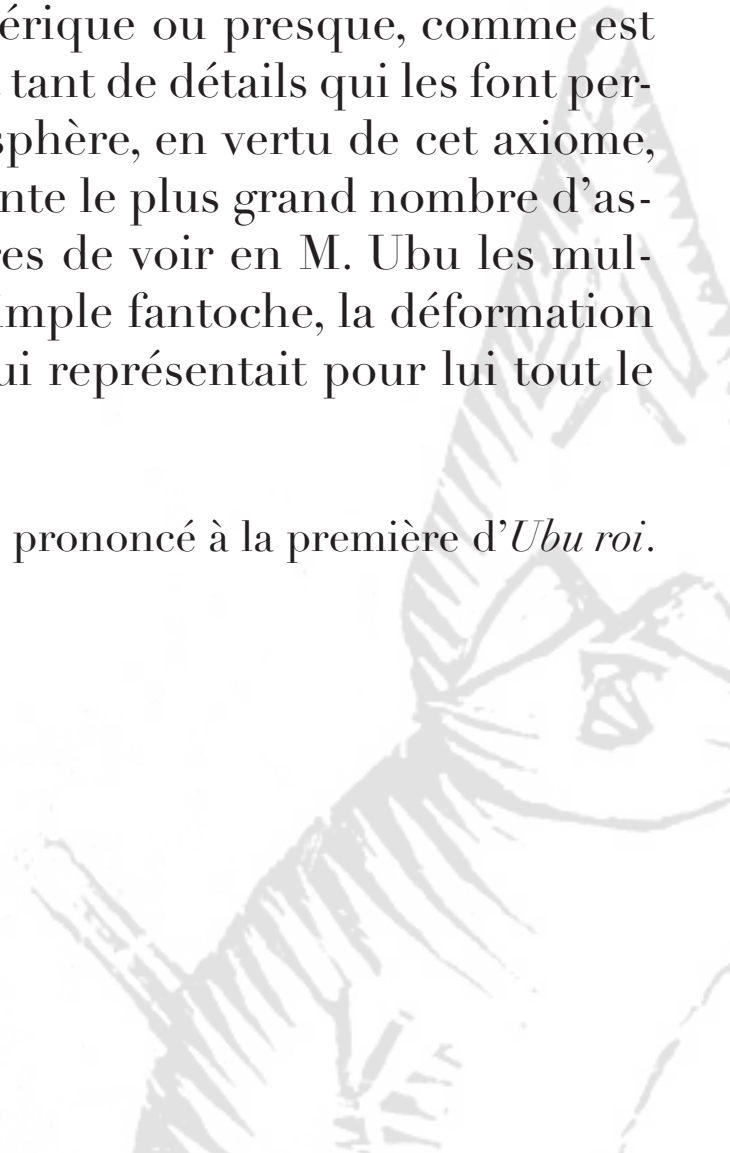 érique ou presque, comme est
tant de détails qui les font per-
sphère, en vertu de cet axiome,
nte le plus grand nombre d’as-
res de voir en M. Ubu les mul-
imple fantoche, la déformation
ui représentait pour lui tout le
prononcé à la première d’Ubu roi.